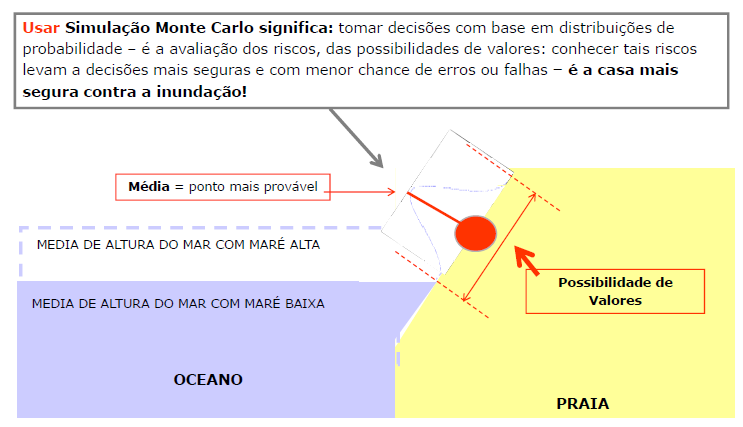 Usar Simulação Monte Carlo significa: tomar decisões com base em distribuições de
probabilidade – é a avaliação dos riscos, das possibilidades de valores: conhecer tais riscos
levam a decisões mais seguras e com menor chance de erros ou falhas – é a casa mais
segura contra a inundação!
Média = ponto mais provável
MEDIA DE ALTURA DO MAR COM MARÉ ALTA
Possibilidade de
Valores
MEDIA DE ALTURA DO MAR COM MARÉ BAIXA
OCEANO
PRAIA